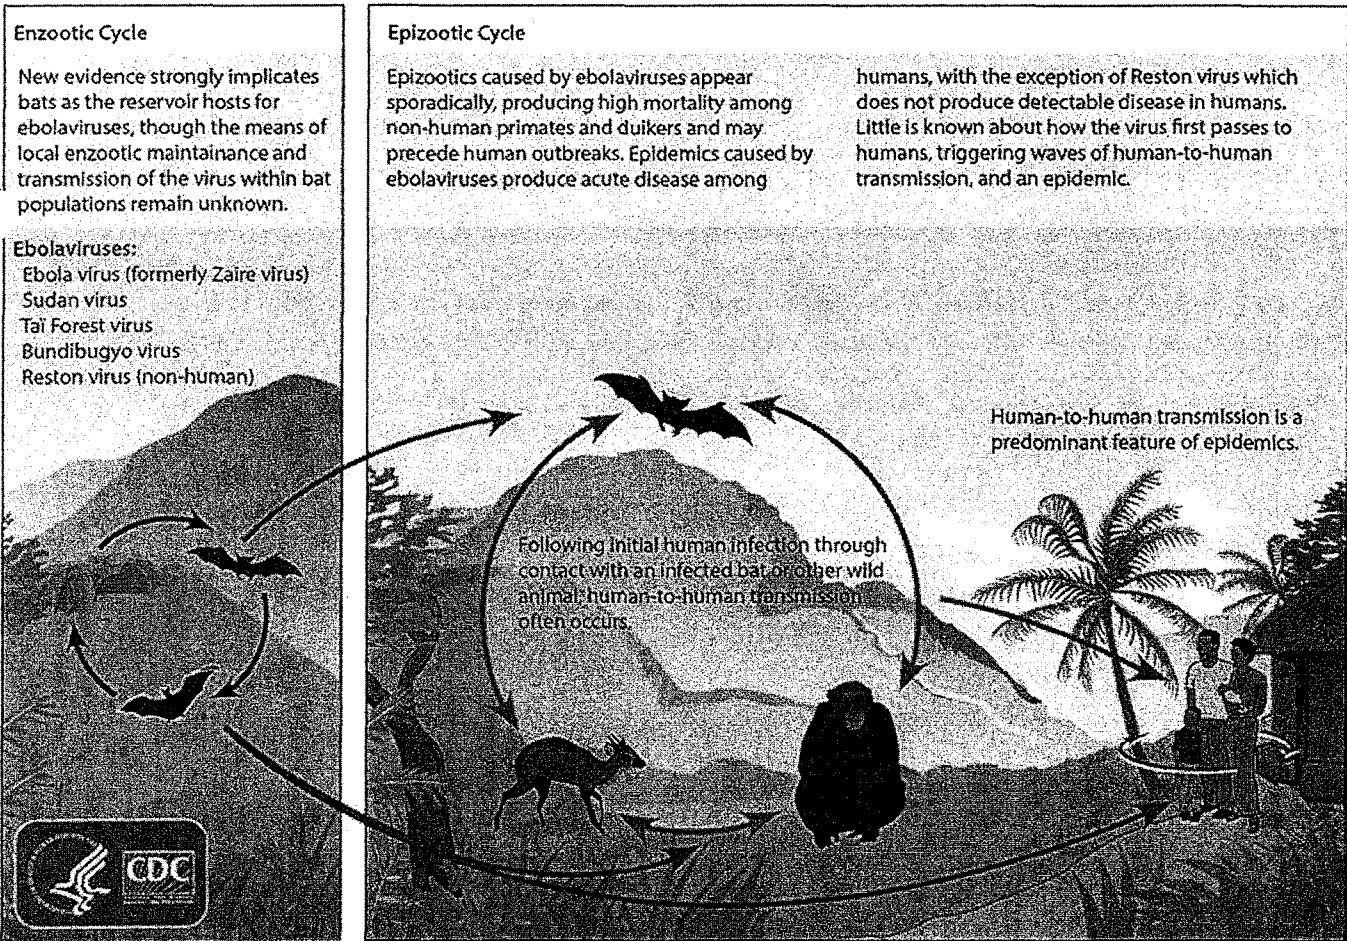 Enzootic Cycle
New evidence strongly implicates
bats as the reservoir hosts for
ebolaviruses, though the means of
local enzootic maintainance and
transmission of the virus within bat
populations remain unknown.
Ebolaviruses:
Ebola virus (formerly Zaire virus)
Sudan virus
Taï Forest virus
Bundibugyo virus
Reston virus (non-human)
Epizootic Cycle
Epizootics caused by ebolaviruses appear
sporadically, producing high mortality among
non-human primates and duikers and may
precede human outbreaks. Epidemics caused by
ebolaviruses produce acute disease among
humans, with the exception of Reston virus which
does not produce detectable disease in humans.
Little is known about how the virus first passes to
humans, triggering waves of human-to-human
transmission, and an epidemic.
Human-to-human transmission is a
predominant feature of epidemics.
Following initial human infection through
contact with an infected bat or other wild
animal, human-to-human transmission
often occurs.
CDC